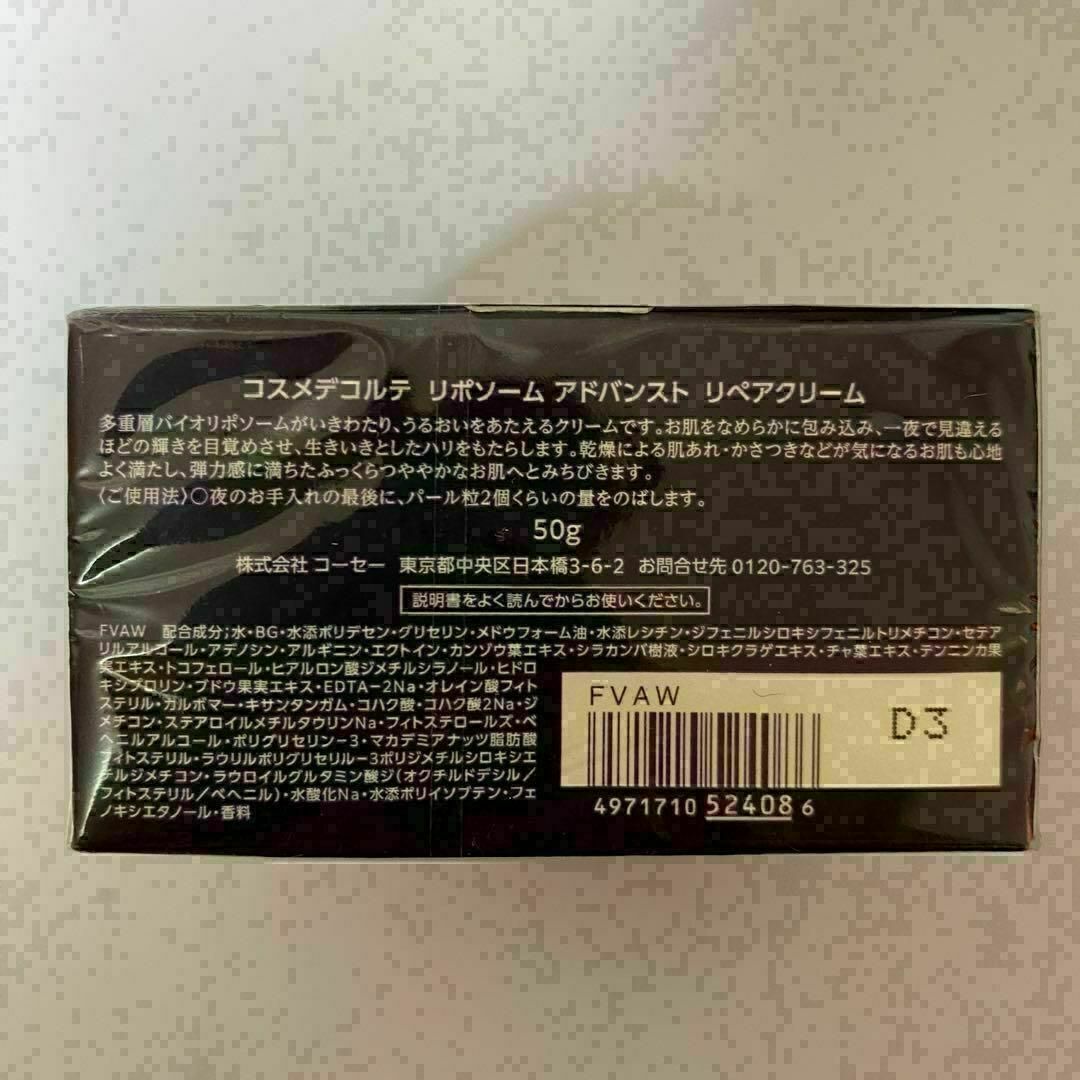 コスメデコルテ リポソーム アドバンスト リペアクリーム
多重層バイオリポソームがいきわたり、うるおいをあたえるクリームです。お肌をなめらかに包み込み、一夜で見違える
ほどの輝きを目覚めさせ、生きいきとしたハリをもたらします。乾燥による肌あれ・かさつきなどが気になるお肌も心地
よく満たし、弾力感に満ちたふっくらつややかなお肌へとみちびきます。
〈ご使用法〉○夜のお手入れの最後に、パール粒2個くらいの量をのばします。
50g
株式会社 コーセー 東京都中央区日本橋3-6-2 お問合せ先 0120-763-325
説明書をよく読んでからお使いください。
FVAW 配合成分;水・BG・水添ポリデセン・グリセリン・メドウフォーム油・水添レシチン・ジフェニルシロキシフェニルトリメチコン・セテア
リルアルコール・アデノシン・アルギニン・エクトイン・カンゾウ葉エキス・シラカンバ樹液・シロキクラゲエキス・チャ葉エキス・テンニンカ果
実エキス・トコフェロール・ヒアルロン酸ジメチルシラノール・ヒドロ
キシプロリン・ブドウ果実エキス・EDTA-2Na・オレイン酸フィト
ステリル・カルボマー・キサンタンガム・コハク酸・コハク酸2Na・ジ
メチコン・ステアロイルメチルタウリンNa・フィトステロールズ・ベ
ヘニルアルコール・ポリグリセリン-3・マカデミアナッツ脂肪酸
フィトステリル・ラウリルポリグリセリル-3ポリジメチルシロキシエ
チルジメチコン・ラウロイルグルタミン酸ジ(オクチルドデシル/
フィトステリル/ベヘニル)・水酸化Na・水添ポリイソブテン・フェ
ノキシエタノール・香料
FVAW
D3
4971710 524086